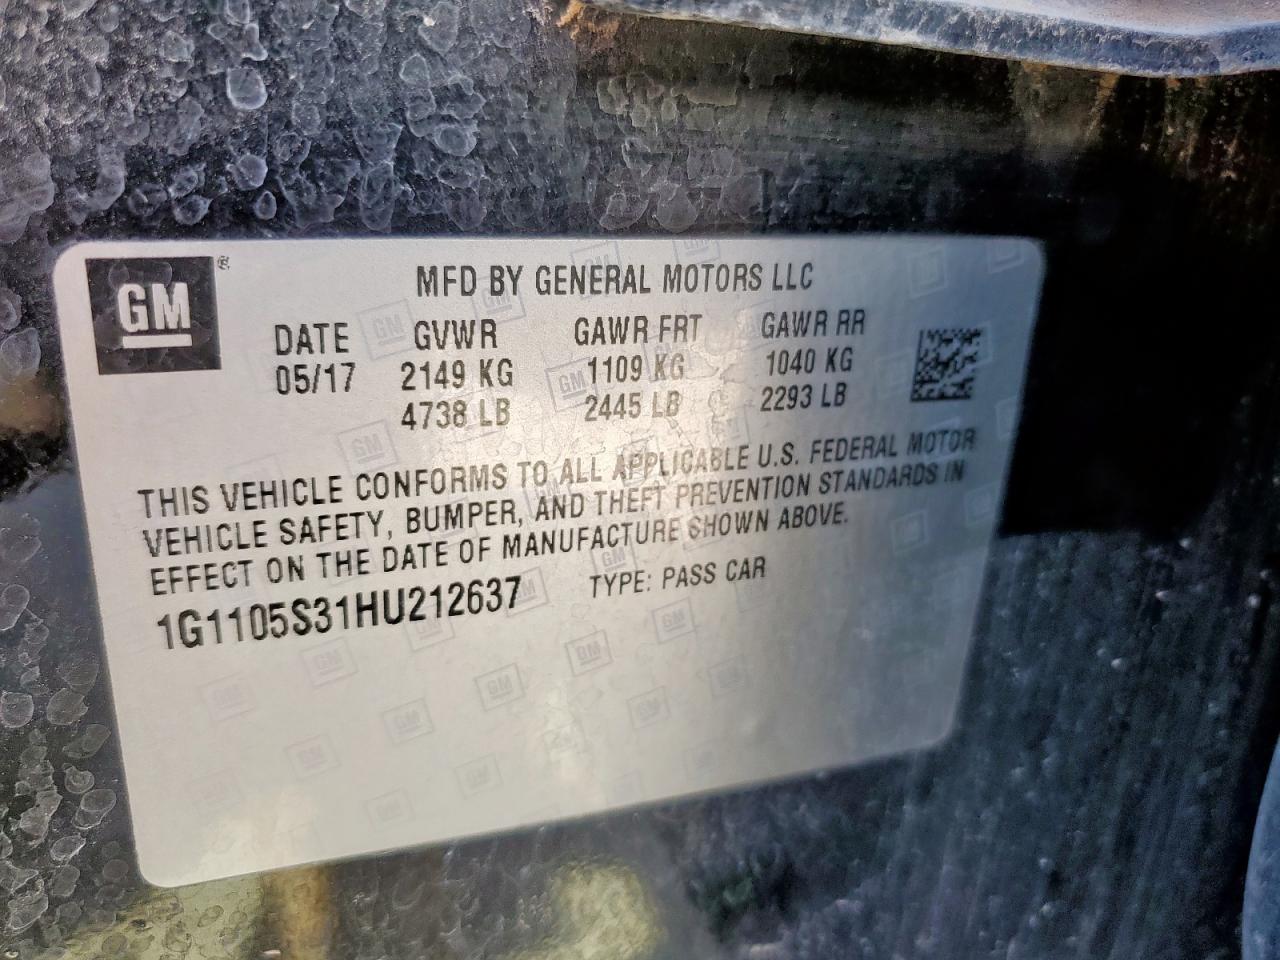 GM®
MFD BY GENERAL MOTORS LLC
DATE GVWR GAWR FRT GAWR RR
05/17 2149 KG 1109 KG 1040 KG
4738 LB 2445 LB 2293 LB
THIS VEHICLE CONFORMS TO ALL APPLICABLE U.S. FEDERAL MOTOR
VEHICLE SAFETY, BUMPER, AND THEFT PREVENTION STANDARDS IN
EFFECT ON THE DATE OF MANUFACTURE SHOWN ABOVE.
1G1105S31HU212637 TYPE: PASS CAR